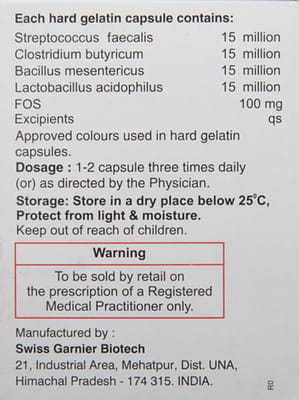 Each hard gelatin capsule contains:
Streptococcus faecalis 15 million
Clostridium butyricum 15 million
Bacillus mesentericus 15 million
Lactobacillus acidophilus 15 million
FOS 100 mg
Excipients qs
Approved colours used in hard gelatin
capsules.
Dosage : 1-2 capsule three times daily
(or) as directed by the Physician.
Storage: Store in a dry place below 25°C,
Protect from light & moisture.
Keep out of reach of children.
Warning
To be sold by retail on
the prescription of a Registered
Medical Practitioner only.
Manufactured by :
Swiss Garnier Biotech
21, Industrial Area, Mehatpur, Dist. UNA,
Himachal Pradesh - 174 315. INDIA.
R0